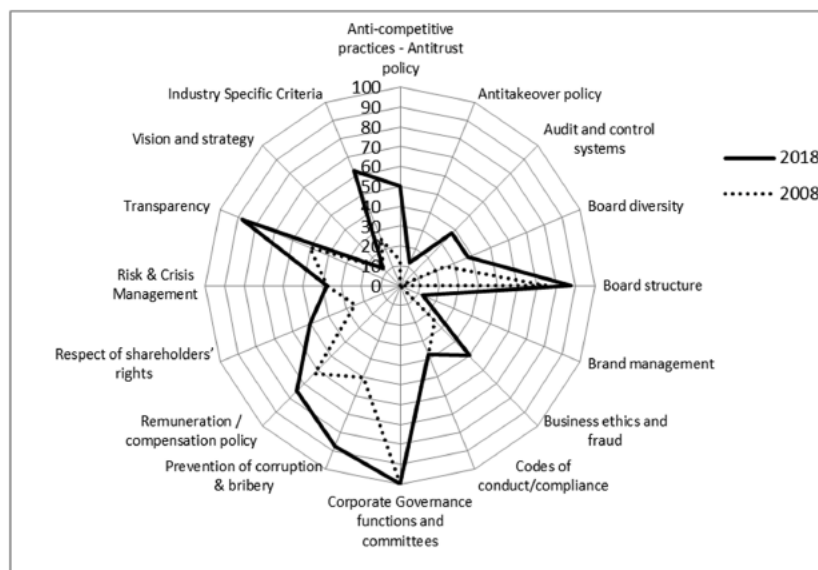 Anti-competitive
practices - Antitrust
policy
Industry Specific Criteria
Antitakeover policy
Vision and strategy
Audit and control
systems
Transparency
Board diversity
Risk & Crisis
Management
Board structure
Respect of shareholders'
rights
Brand management
Remuneration /
compensation policy
Business ethics and
fraud
Prevention of corruption
& bribery
Codes of
conduct/compliance
Corporate Governance
functions and
committees
100
90
80
70
60
50
40
30
20
10
0
2018
2008